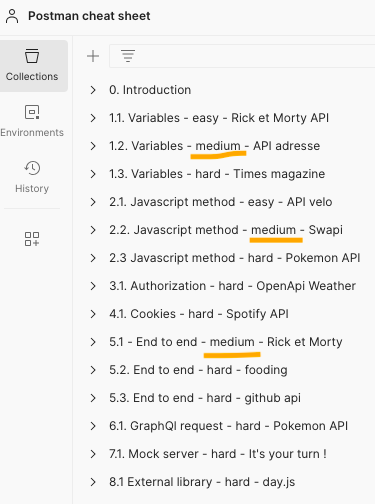 Postman cheat sheet
Collections
Environments
History
0. Introduction
1.1. Variables - easy - Rick et Morty API
1.2. Variables - medium - API adresse
1.3. Variables - hard - Times magazine
2.1. Javascript method - easy - API velo
2.2. Javascript method - medium - Swapi
2.3 Javascript method - hard - Pokemon API
3.1. Authorization - hard - OpenApi Weather
4.1. Cookies - hard - Spotify API
5.1 - End to end - medium - Rick et Morty
5.2. End to end - hard - fooding
5.3. End to end - hard - github api
6.1. GraphQl request - hard - Pokemon API
7.1. Mock server - hard - It's your turn !
8.1 External library - hard - day.js